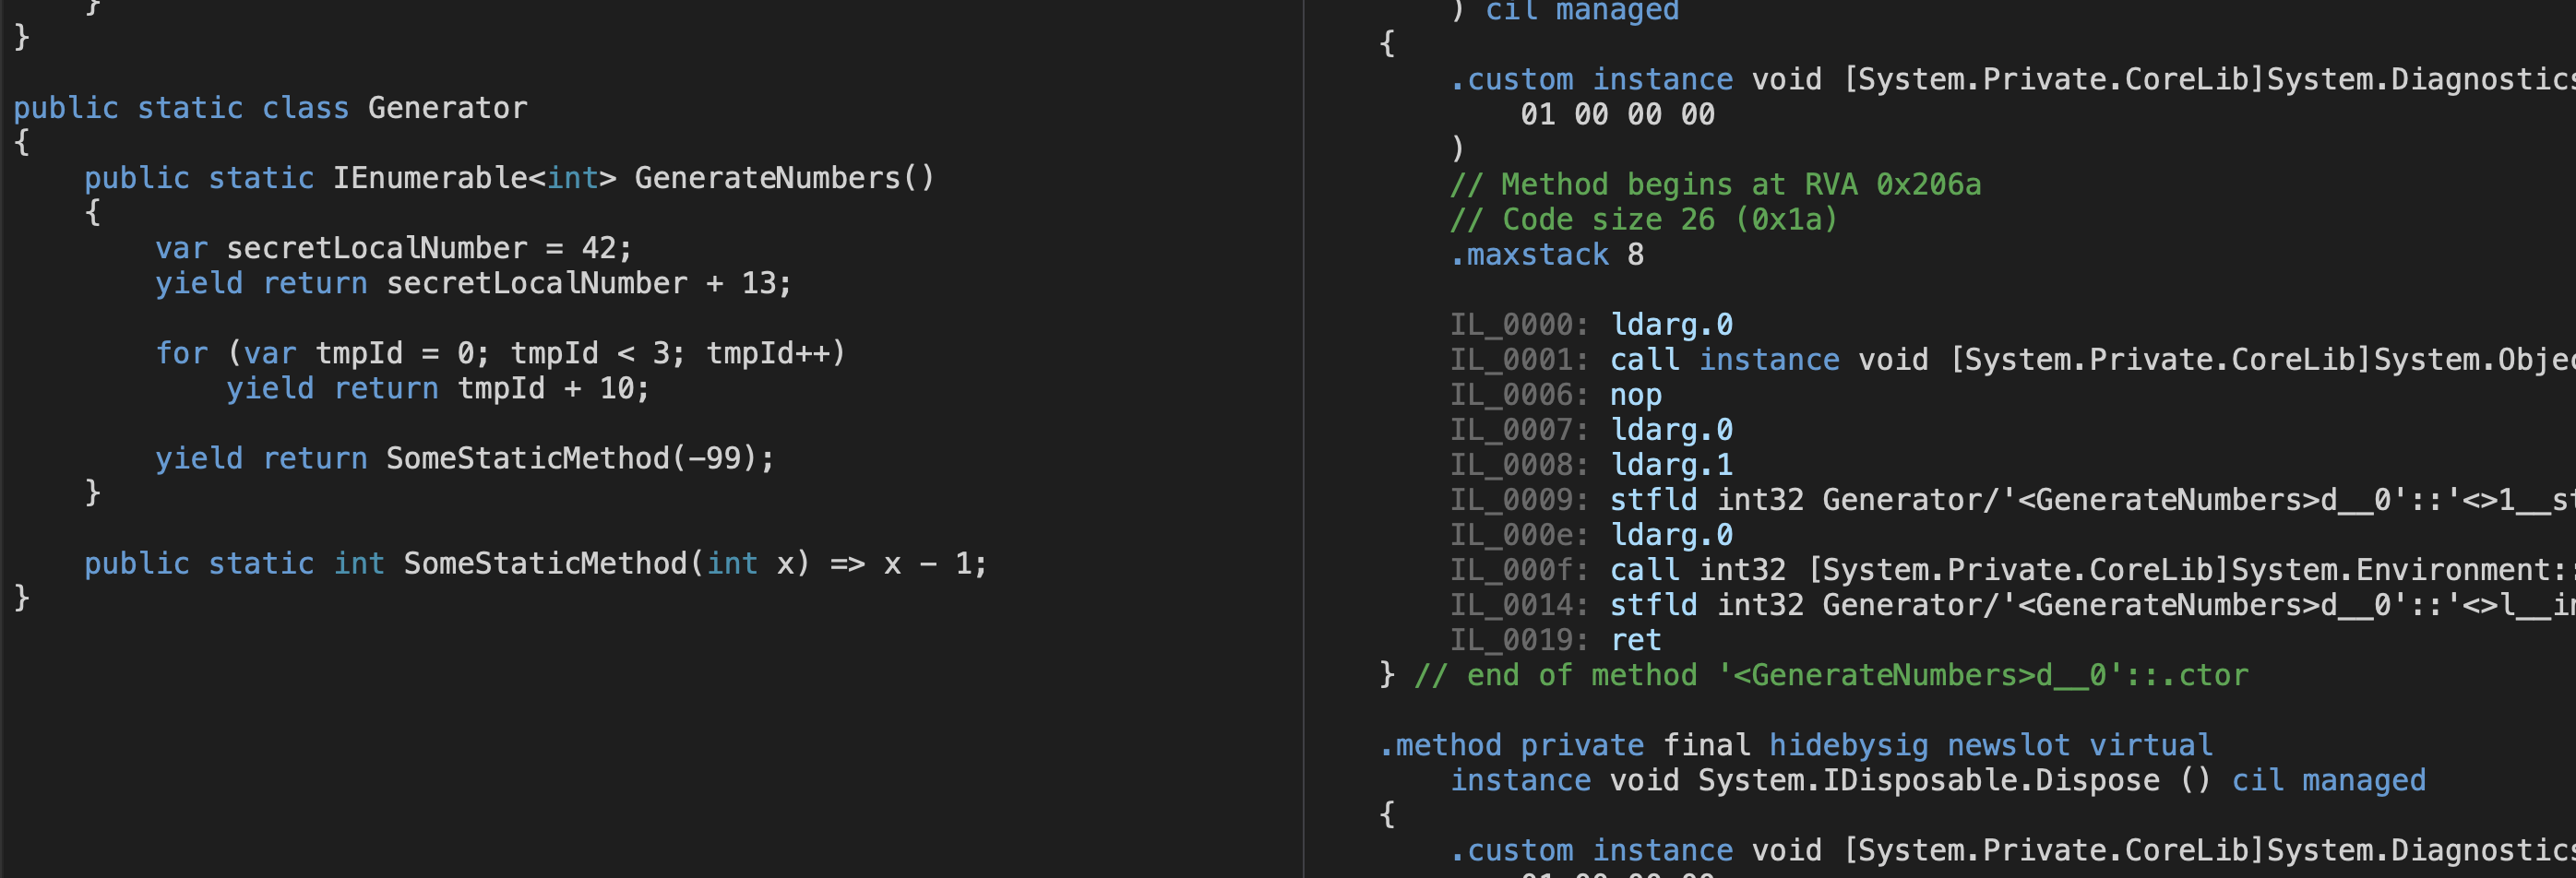 }
}
public static class Generator
{
public static IEnumerable<int> GenerateNumbers()
{
var secretLocalNumber = 42;
yield return secretLocalNumber + 13;
for (var tmpId = 0; tmpId < 3; tmpId++)
yield return tmpId + 10;
yield return SomeStaticMethod(-99);
}
public static int SomeStaticMethod(int x) => x - 1;
}
) cil managed
{
.custom instance void [System.Private.CoreLib]System.Diagnostics
01 00 00 00
)
// Method begins at RVA 0x206a
// Code size 26 (0x1a)
.maxstack 8
IL_0000: ldarg.0
IL_0001: call instance void [System.Private.CoreLib]System.Objec
IL_0006: nop
IL_0007: ldarg.0
IL_0008: ldarg.1
IL_0009: stfld int32 Generator/'<GenerateNumbers>d__0'::'<>1__st
IL_000e: ldarg.0
IL_000f: call int32 [System.Private.CoreLib]System.Environment::
IL_0014: stfld int32 Generator/'<GenerateNumbers>d__0'::'<>l__in
IL_0019: ret
} // end of method '<GenerateNumbers>d__0'::.ctor
.method private final hidebysig newslot virtual
instance void System.IDisposable.Dispose () cil managed
{
.custom instance void [System.Private.CoreLib]System.Diagnostics